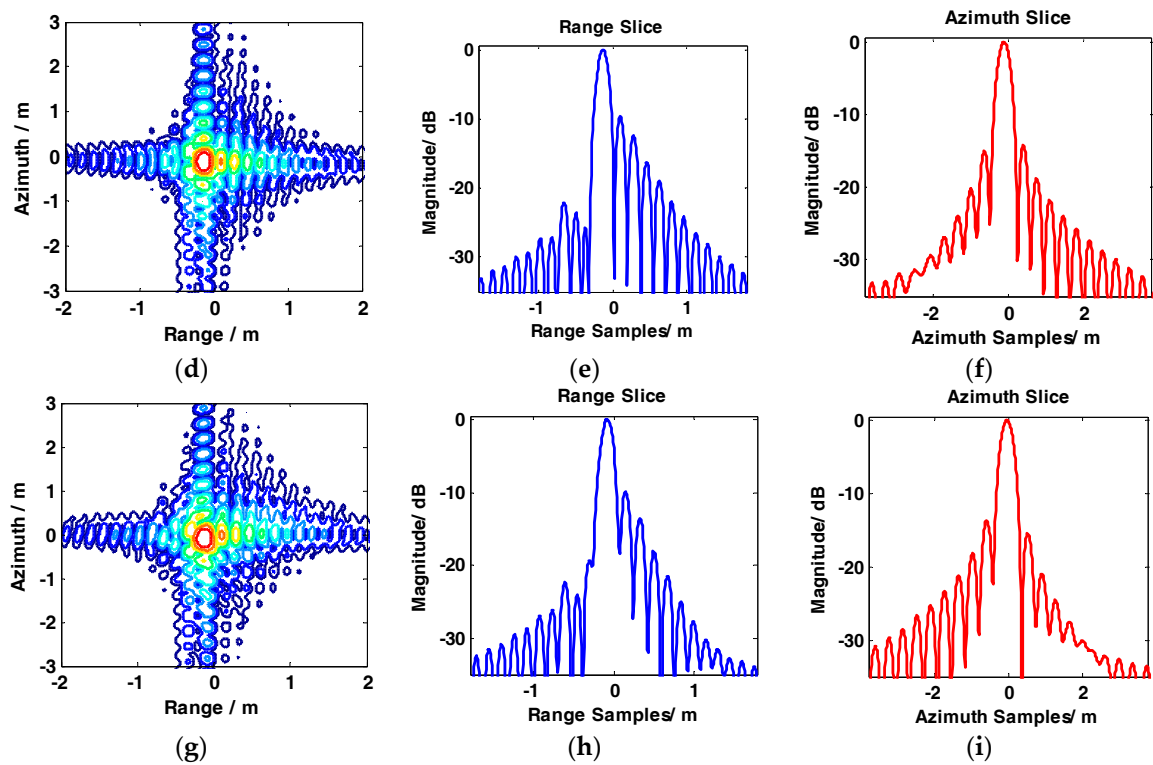 Range Slice
Azimuth Slice
3
2
1
0
-1
-2
-3
Azimuth / m
-2
-1
0
1
2
Range / m
0
-10
-20
-30
Magnitude/ dB
-1
0
1
Range Samples/ m
0
-10
-20
-30
Magnitude/ dB
-2
0
2
Azimuth Samples/ m
(d)
(e)
(f)
Range Slice
Azimuth Slice
3
2
1
0
-1
-2
-3
Azimuth / m
-2
-1
0
1
2
Range / m
0
-10
-20
-30
Magnitude/ dB
-1
0
1
Range Samples/ m
0
-10
-20
-30
Magnitude/ dB
-2
0
2
Azimuth Samples/ m
(g)
(h)
(i)